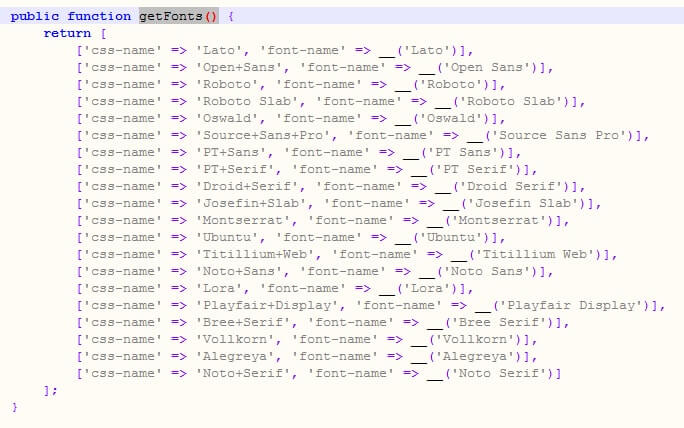 public function getFonts() {
return [
['css-name' => 'Lato', 'font-name' => __('Lato')],
['css-name' => 'Open+Sans', 'font-name' => __('Open Sans')],
['css-name' => 'Roboto', 'font-name' => __('Roboto')],
['css-name' => 'Roboto Slab', 'font-name' => __('Roboto Slab')],
['css-name' => 'Oswald', 'font-name' => __('Oswald')],
['css-name' => 'Source+Sans+Pro', 'font-name' => __('Source Sans Pro')],
['css-name' => 'PT+Sans', 'font-name' => __('PT Sans')],
['css-name' => 'PT+Serif', 'font-name' => __('PT Serif')],
['css-name' => 'Droid+Serif', 'font-name' => __('Droid Serif')],
['css-name' => 'Josefin+Slab', 'font-name' => __('Josefin Slab')],
['css-name' => 'Montserrat', 'font-name' => __('Montserrat')],
['css-name' => 'Ubuntu', 'font-name' => __('Ubuntu')],
['css-name' => 'Titillium+Web', 'font-name' => __('Titillium Web')],
['css-name' => 'Noto+Sans', 'font-name' => __('Noto Sans')],
['css-name' => 'Lora', 'font-name' => __('Lora')],
['css-name' => 'Playfair+Display', 'font-name' => __('Playfair Display')],
['css-name' => 'Bree+Serif', 'font-name' => __('Bree Serif')],
['css-name' => 'Vollkorn', 'font-name' => __('Vollkorn')],
['css-name' => 'Alegreya', 'font-name' => __('Alegreya')],
['css-name' => 'Noto+Serif', 'font-name' => __('Noto Serif')]
];
}